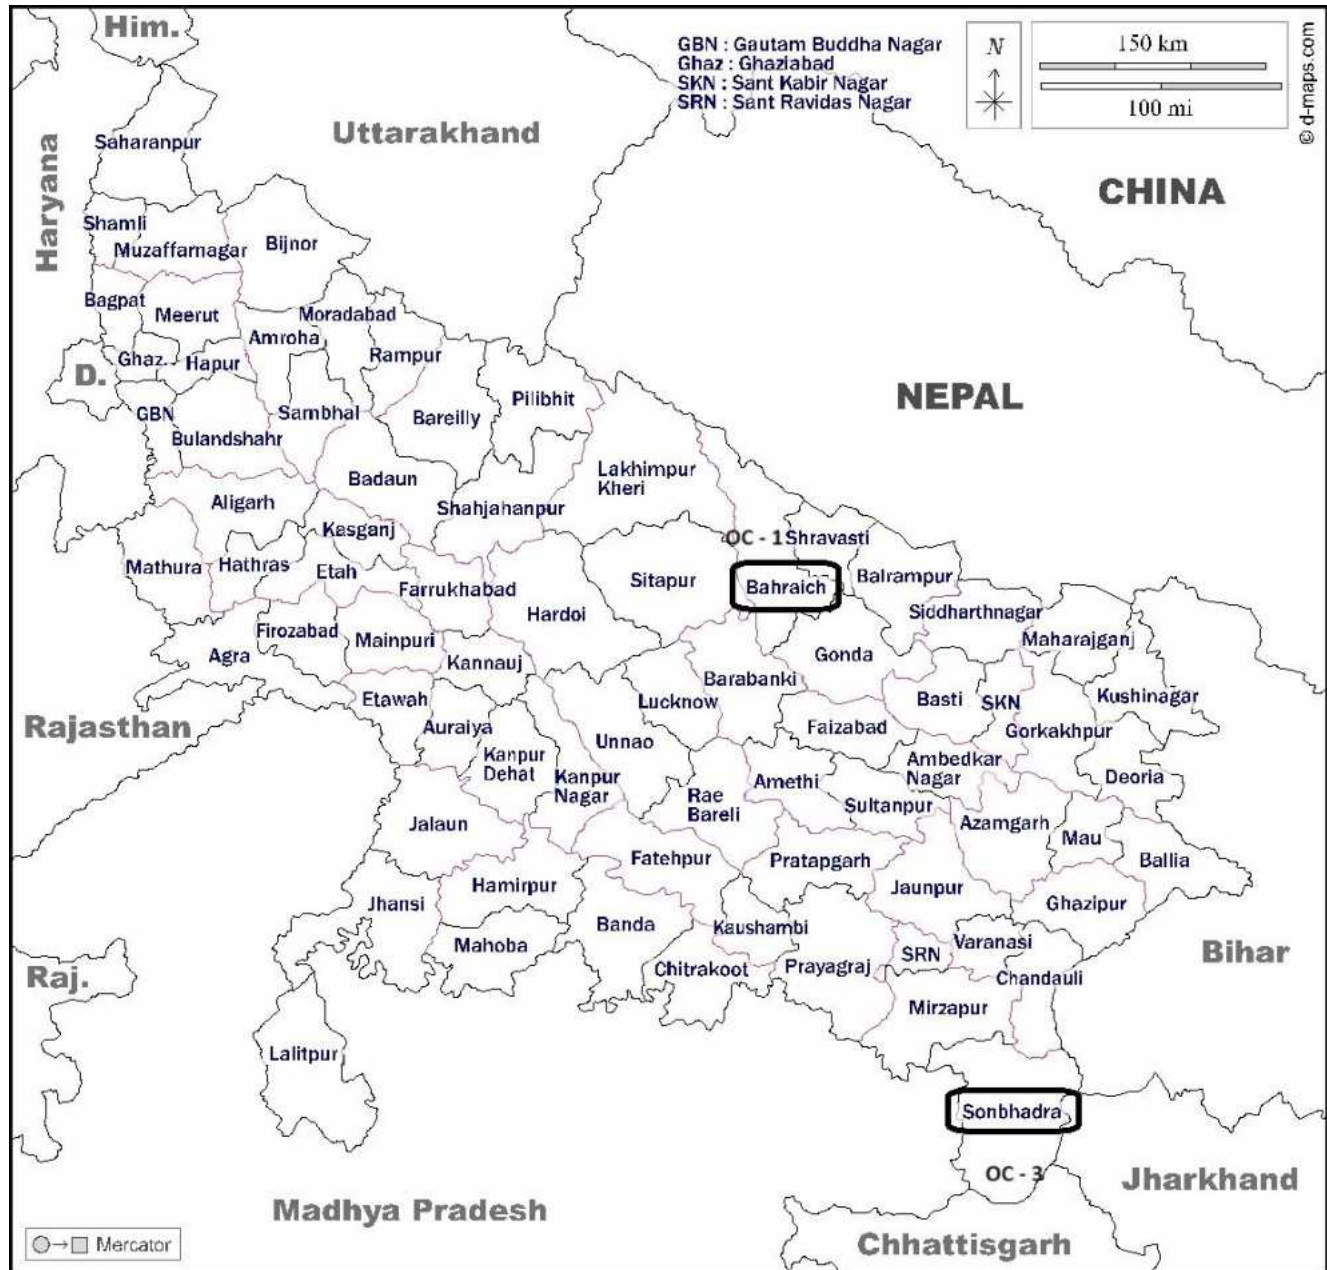 Him.
GBN : Gautam Buddha Nagar
Ghaz : Ghaziabad
SKN : Sant Kabir Nagar
SRN : Sant Ravidas Nagar
N
150 km
100 mi
© d-maps.com
Uttarakhand
Haryana
CHINA
Saharanpur
Shamli
Muzaffarnagar
Bijnor
Bagpat
Meerut
Moradabad
Amroha
Rampur
Ghaz.
Hapur
D.
NEPAL
Pilibhit
GBN
Sambhal
Bareilly
Bulandshahr
Lakhimpur
Kheri
Badaun
Aligarh
Shahjahanpur
Kasganj
OC - 1
Shravasti
Mathura
Hathras
Etah
Farrukhabad
Sitapur
Bahraich
Balrampur
Hardoi
Siddharthnagar
Firozabad
Mainpuri
Maharajganj
Agra
Kannauj
Gonda
Barabanki
Etawah
Lucknow
Basti
SKN
Kushinagar
Rajasthan
Auraiya
Unnao
Faizabad
Gorkakhpur
Kanpur
Dehat
Kanpur
Nagar
Ambedkar
Nagar
Amethi
Deoria
Rae
Bareli
Sultanpur
Jalaun
Azamgarh
Mau
Fatehpur
Pratapgarh
Ballia
Hamirpur
Jaunpur
Jhansi
Ghazipur
Banda
Kaushambi
Mahoba
Varanasi
SRN
Bihar
Raj.
Chitrakoot
Prayagraj
Chandauli
Mirzapur
Lalitpur
Sonbhadra
OC - 3
Jharkhand
Madhya Pradesh
Chhattisgarh
Mercator